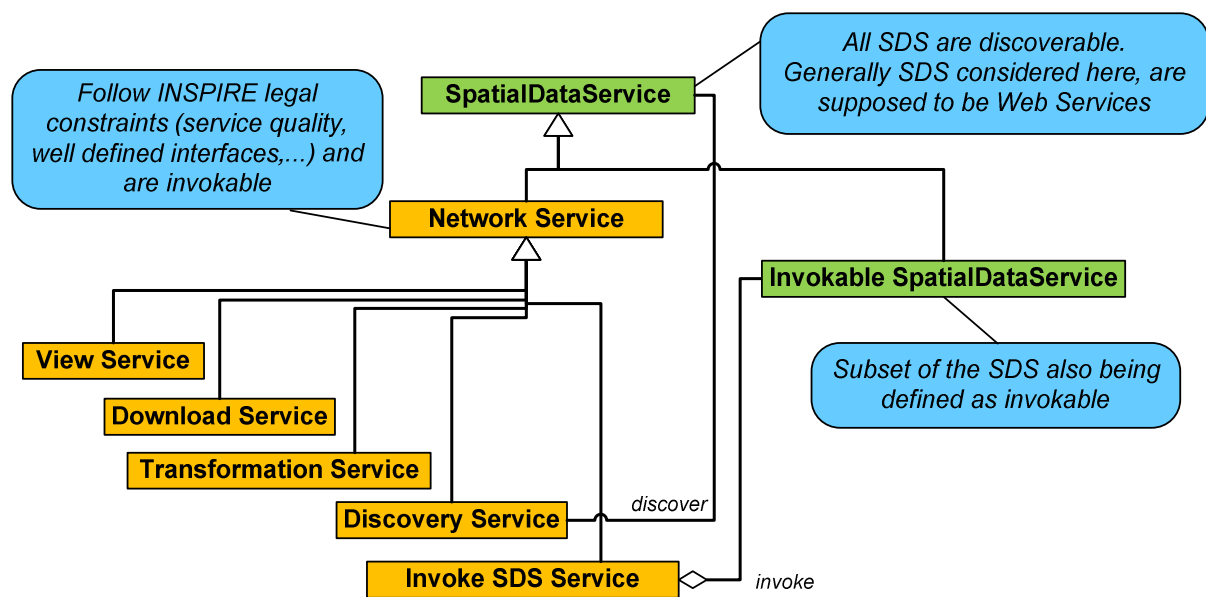 All SDS are discoverable.
Generally SDS considered here, are
supposed to be Web Services
Follow INSPIRE legal
constraints (service quality,
well defined interfaces,...) and
are invokable
SpatialDataService
Network Service
Invokable SpatialDataService
View Service
Download Service
Transformation Service
Discovery Service
discover
Invoke SDS Service
invoke
Subset of the SDS also being
defined as invokable